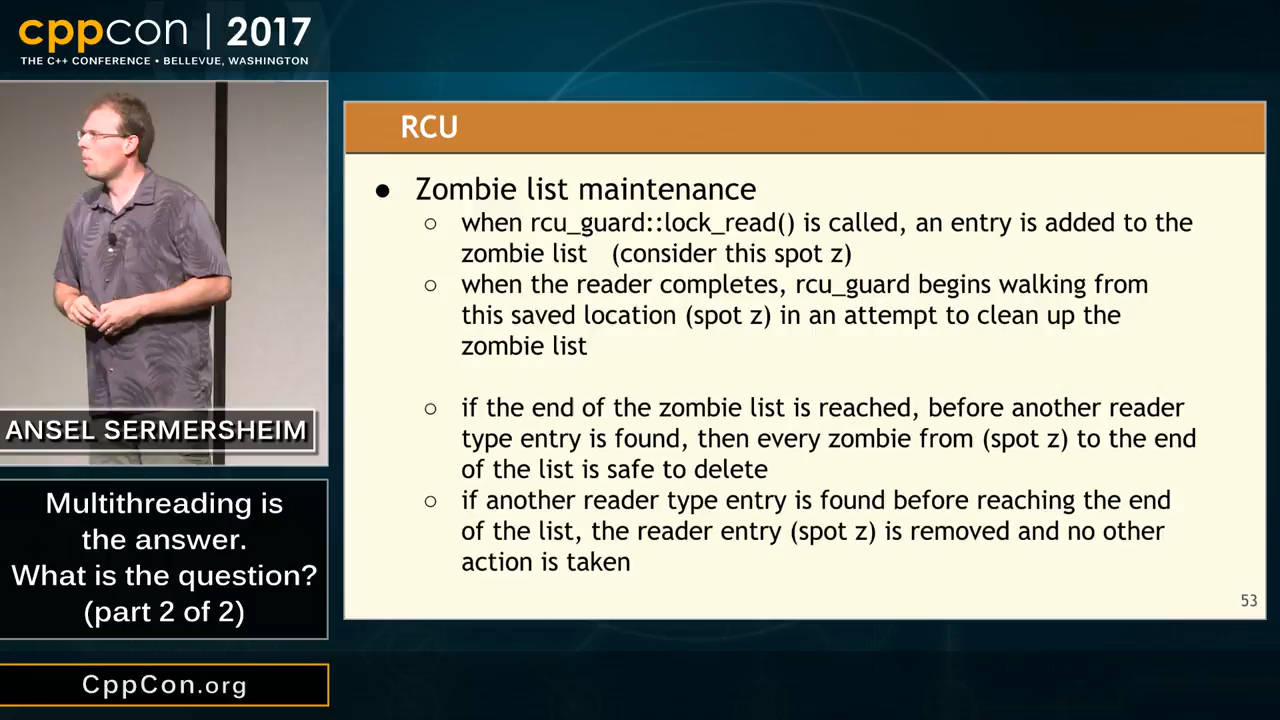 cppcon | 2017
THE C++ CONFERENCE • BELLEVUE, WASHINGTON
ANSEL SERMERSHEIM
Multithreading is
the answer.
What is the question?
(part 2 of 2)
CppCon.org
RCU
● Zombie list maintenance
○ when rcu_guard::lock_read() is called, an entry is added to the
zombie list (consider this spot z)
○ when the reader completes, rcu_guard begins walking from
this saved location (spot z) in an attempt to clean up the
zombie list
○ if the end of the zombie list is reached, before another reader
type entry is found, then every zombie from (spot z) to the end
of the list is safe to delete
○ if another reader type entry is found before reaching the end
of the list, the reader entry (spot z) is removed and no other
action is taken
53